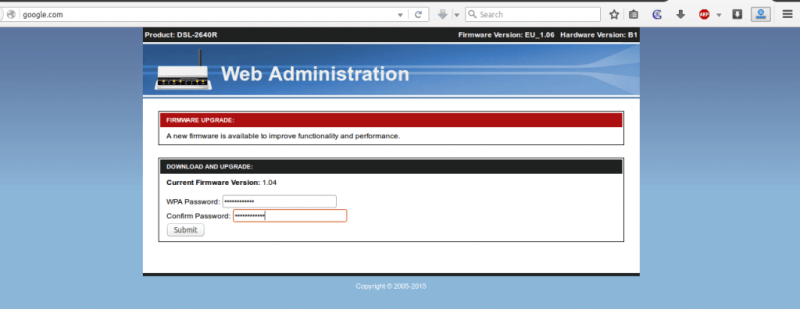 google.com
Search
ABP
Product: DSL-2640R
Firmware Version: EU_1.06 Hardware Version: B1
Web Administration
FIRMWARE UPGRADE:
A new firmware is available to improve functionality and performance.
DOWNLOAD AND UPGRADE:
Current Firmware Version: 1.04
WPA Password: ••••••••••••
Confirm Password: ••••••••••••
Submit
Copyright © 2005-2015